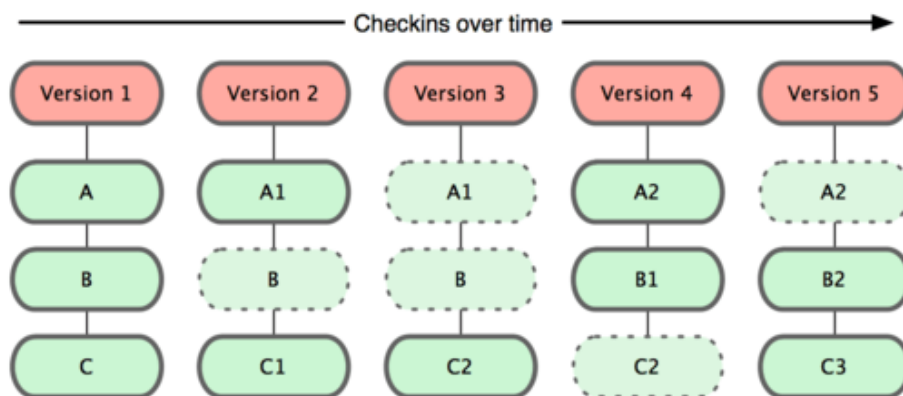 Checkins over time
Version 1 Version 2 Version 3 Version 4 Version 5
A A1 A1 A2 A2
B B B B1 B2
C C1 C2 C2 C3